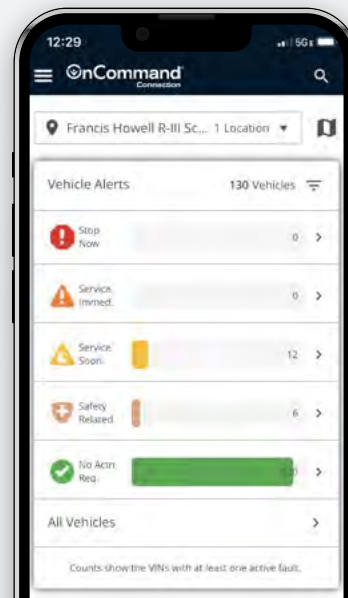 12:29
5G
OnCommand
Connection
Francis Howell R-III Sc... 1 Location
Vehicle Alerts 130 Vehicles
Stop
Now
0
Service
Immed.
0
Service
Soon
12
Safety
Related
6
No Actn
Req.
All Vehicles
Counts show the VINs with at least one active fault.